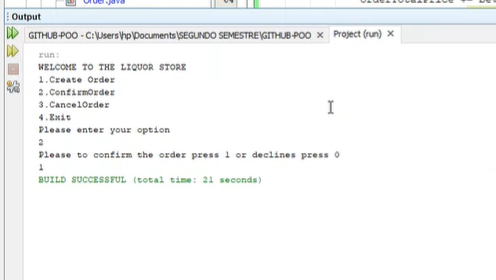 Order.java
Output
GITHUB-POO - C:\Users\hp\Documents\SEGUNDO SEMESTRE\GITHUB-POO
Project (run)
run:
WELCOME TO THE LIQUOR STORE
1.Create Order
2.ConfirmOrder
3.CancelOrder
4.Exit
Please enter your option
2
Please to confirm the order press 1 or declines press 0
1
BUILD SUCCESSFUL (total time: 21 seconds)